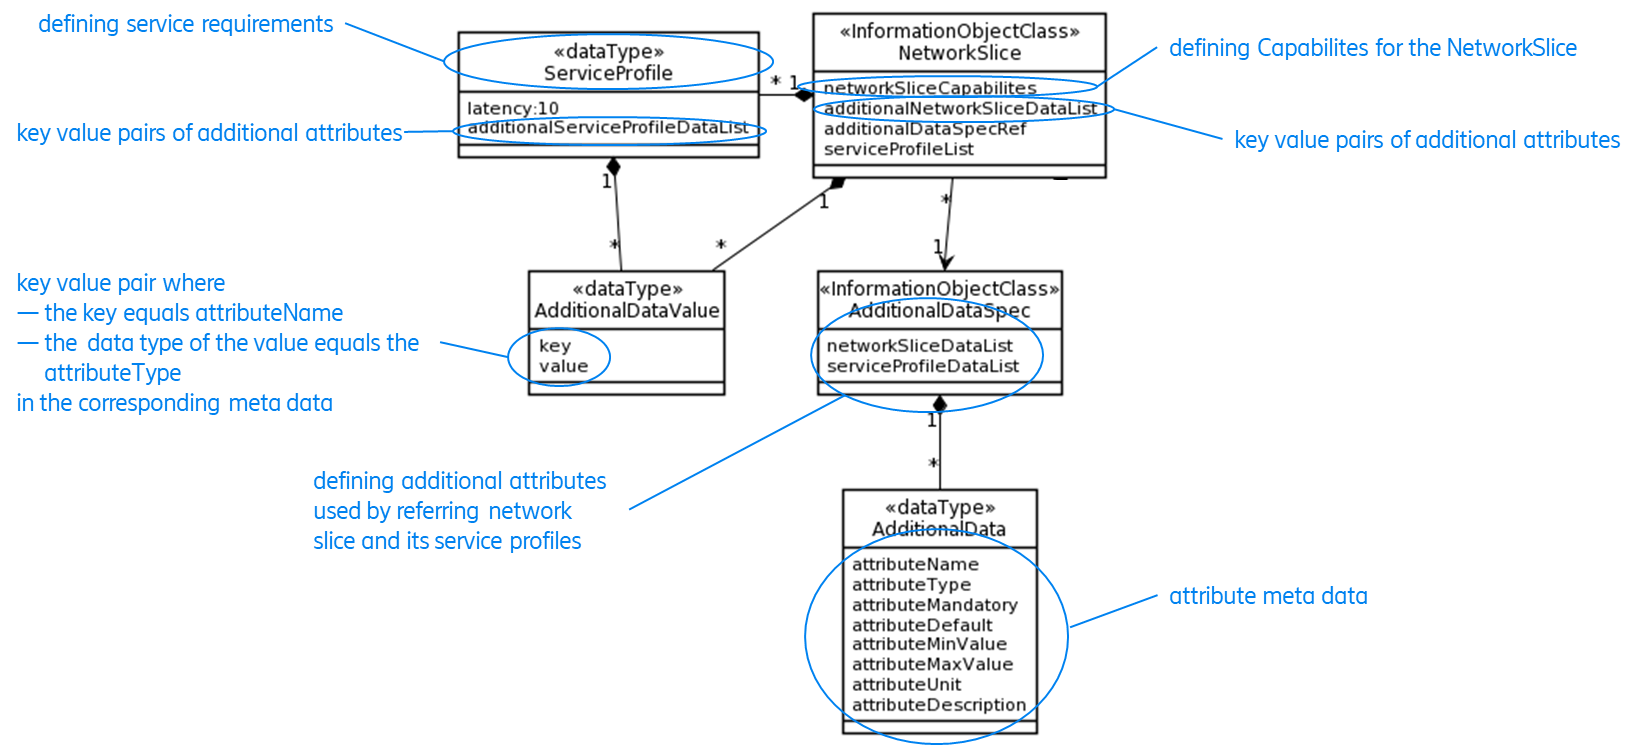 defining service requirements
«dataType»
ServiceProfile
latency:10
additionalServiceProfileDataList
key value pairs of additional attributes
* 1
«InformationObjectClass»
NetworkSlice
networkSliceCapabilites
additionalNetworkSliceDataList
additionalDataSpecRef
serviceProfileList
defining Capabilites for the NetworkSlice
key value pairs of additional attributes
1
*
1
*
*
1
key value pair where
— the key equals attributeName
— the data type of the value equals the
attributeType
in the corresponding meta data
«dataType»
AdditionalDataValue
key
value
«InformationObjectClass»
AdditionalDataSpec
networkSliceDataList
serviceProfileDataList
1
*
defining additional attributes
used by referring network
slice and its service profiles
«dataType»
AdditionalData
attributeName
attributeType
attributeMandatory
attributeDefault
attributeMinValue
attributeMaxValue
attributeUnit
attributeDescription
attribute meta data